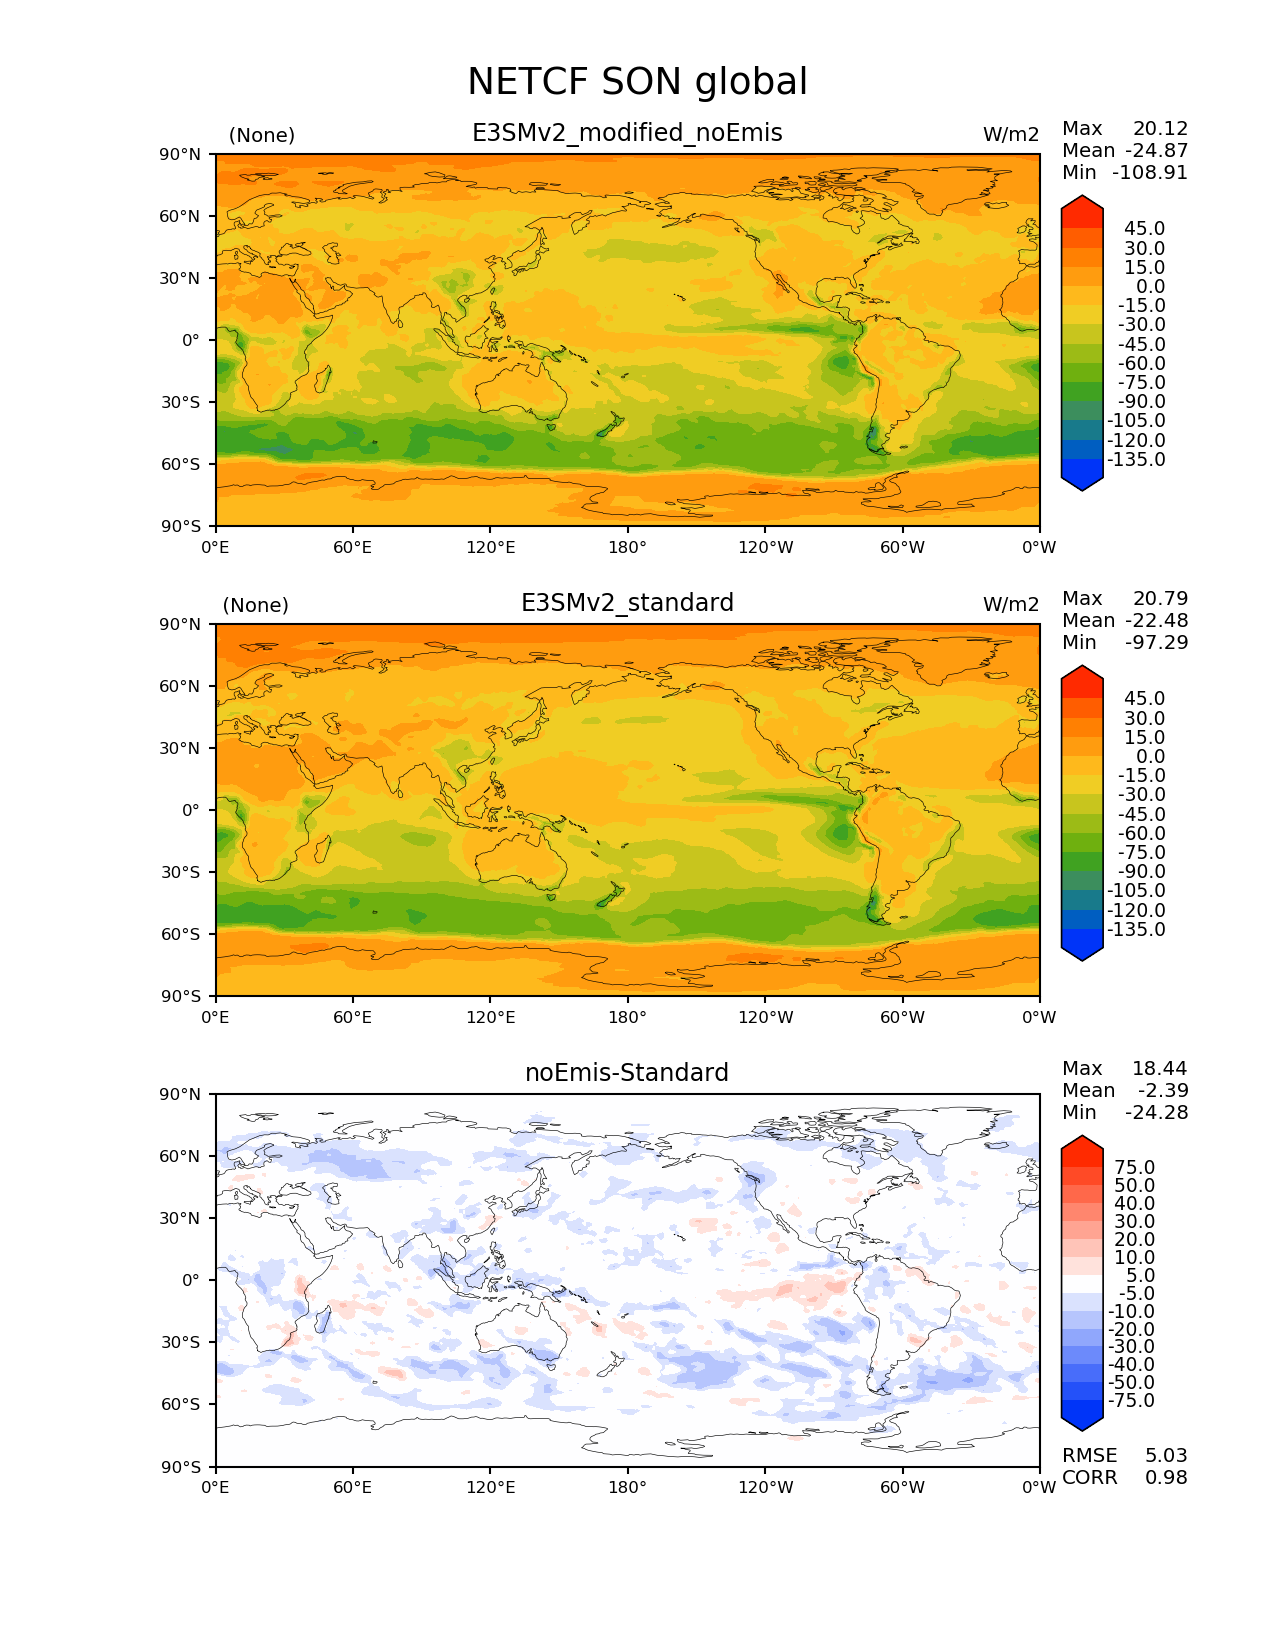 NETCF SON global
(None) E3SMv2_modified_noEmis W/m2
Max 20.12
Mean -24.87
Min -108.91
90°N
60°N
30°N
0°
30°S
60°S
90°S
0°E 60°E 120°E 180° 120°W 60°W 0°W
45.0
30.0
15.0
0.0
-15.0
-30.0
-45.0
-60.0
-75.0
-90.0
-105.0
-120.0
-135.0
(None) E3SMv2_standard W/m2
Max 20.79
Mean -22.48
Min -97.29
90°N
60°N
30°N
0°
30°S
60°S
90°S
0°E 60°E 120°E 180° 120°W 60°W 0°W
45.0
30.0
15.0
0.0
-15.0
-30.0
-45.0
-60.0
-75.0
-90.0
-105.0
-120.0
-135.0
noEmis-Standard
Max 18.44
Mean -2.39
Min -24.28
90°N
60°N
30°N
0°
30°S
60°S
90°S
0°E 60°E 120°E 180° 120°W 60°W 0°W
75.0
50.0
40.0
30.0
20.0
10.0
5.0
-5.0
-10.0
-20.0
-30.0
-40.0
-50.0
-75.0
RMSE 5.03
CORR 0.98